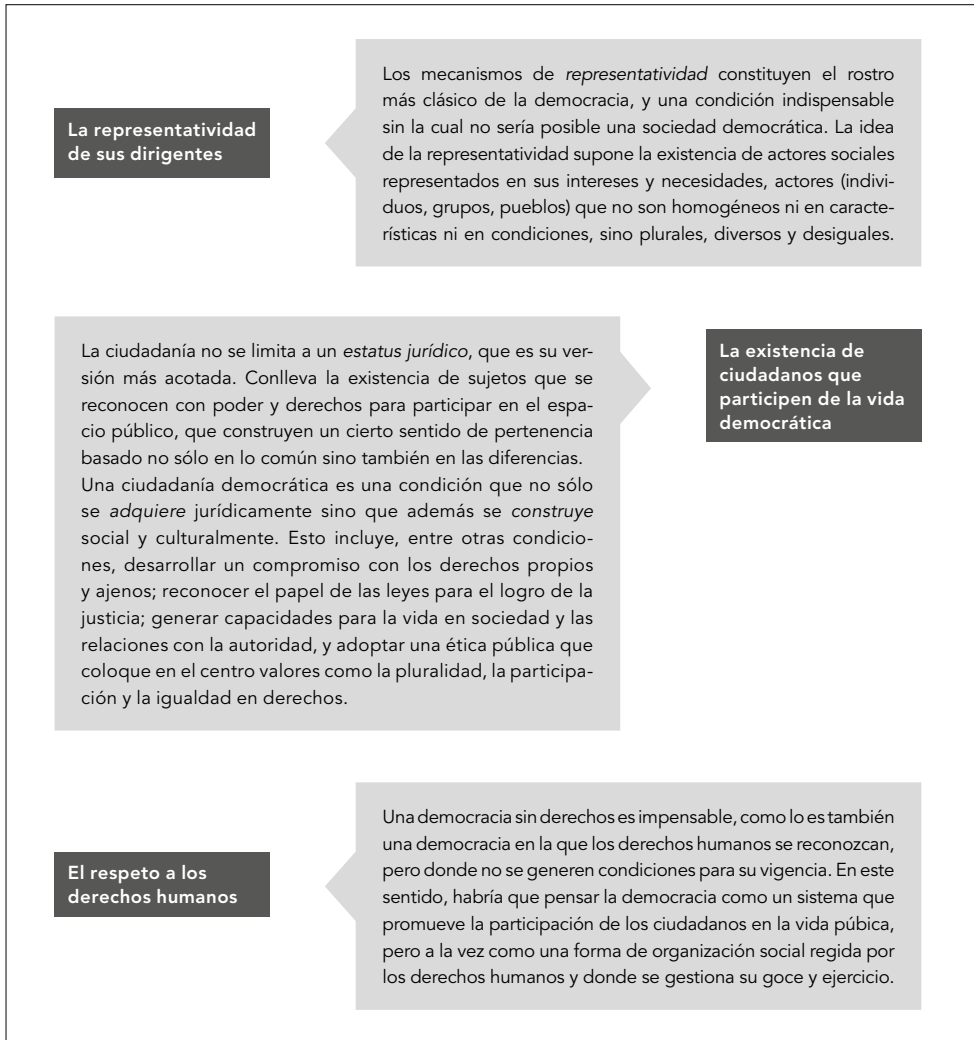 La representatividad
de sus dirigentes
Los mecanismos de representatividad constituyen el rostro
más clásico de la democracia, y una condición indispensable
sin la cual no sería posible una sociedad democrática. La idea
de la representatividad supone la existencia de actores sociales
representados en sus intereses y necesidades, actores (indivi-
duos, grupos, pueblos) que no son homogéneos ni en caracte-
rísticas ni en condiciones, sino plurales, diversos y desiguales.
La ciudadanía no se limita a un estatus jurídico, que es su ver-
sión más acotada. Conlleva la existencia de sujetos que se
reconocen con poder y derechos para participar en el espa-
cio público, que construyen un cierto sentido de pertenencia
basado no sólo en lo común sino también en las diferencias.
Una ciudadanía democrática es una condición que no sólo
se adquiere jurídicamente sino que además se construye
social y culturalmente. Esto incluye, entre otras condicio-
nes, desarrollar un compromiso con los derechos propios
y ajenos; reconocer el papel de las leyes para el logro de la
justicia; generar capacidades para la vida en sociedad y las
relaciones con la autoridad, y adoptar una ética pública que
coloque en el centro valores como la pluralidad, la participa-
ción y la igualdad en derechos.
La existencia de
ciudadanos que
participen de la vida
democrática
El respeto a los
derechos humanos
Una democracia sin derechos es impensable, como lo es también
una democracia en la que los derechos humanos se reconozcan,
pero donde no se generen condiciones para su vigencia. En este
sentido, habría que pensar la democracia como un sistema que
promueve la participación de los ciudadanos en la vida púbica,
pero a la vez como una forma de organización social regida por
los derechos humanos y donde se gestiona su goce y ejercicio.